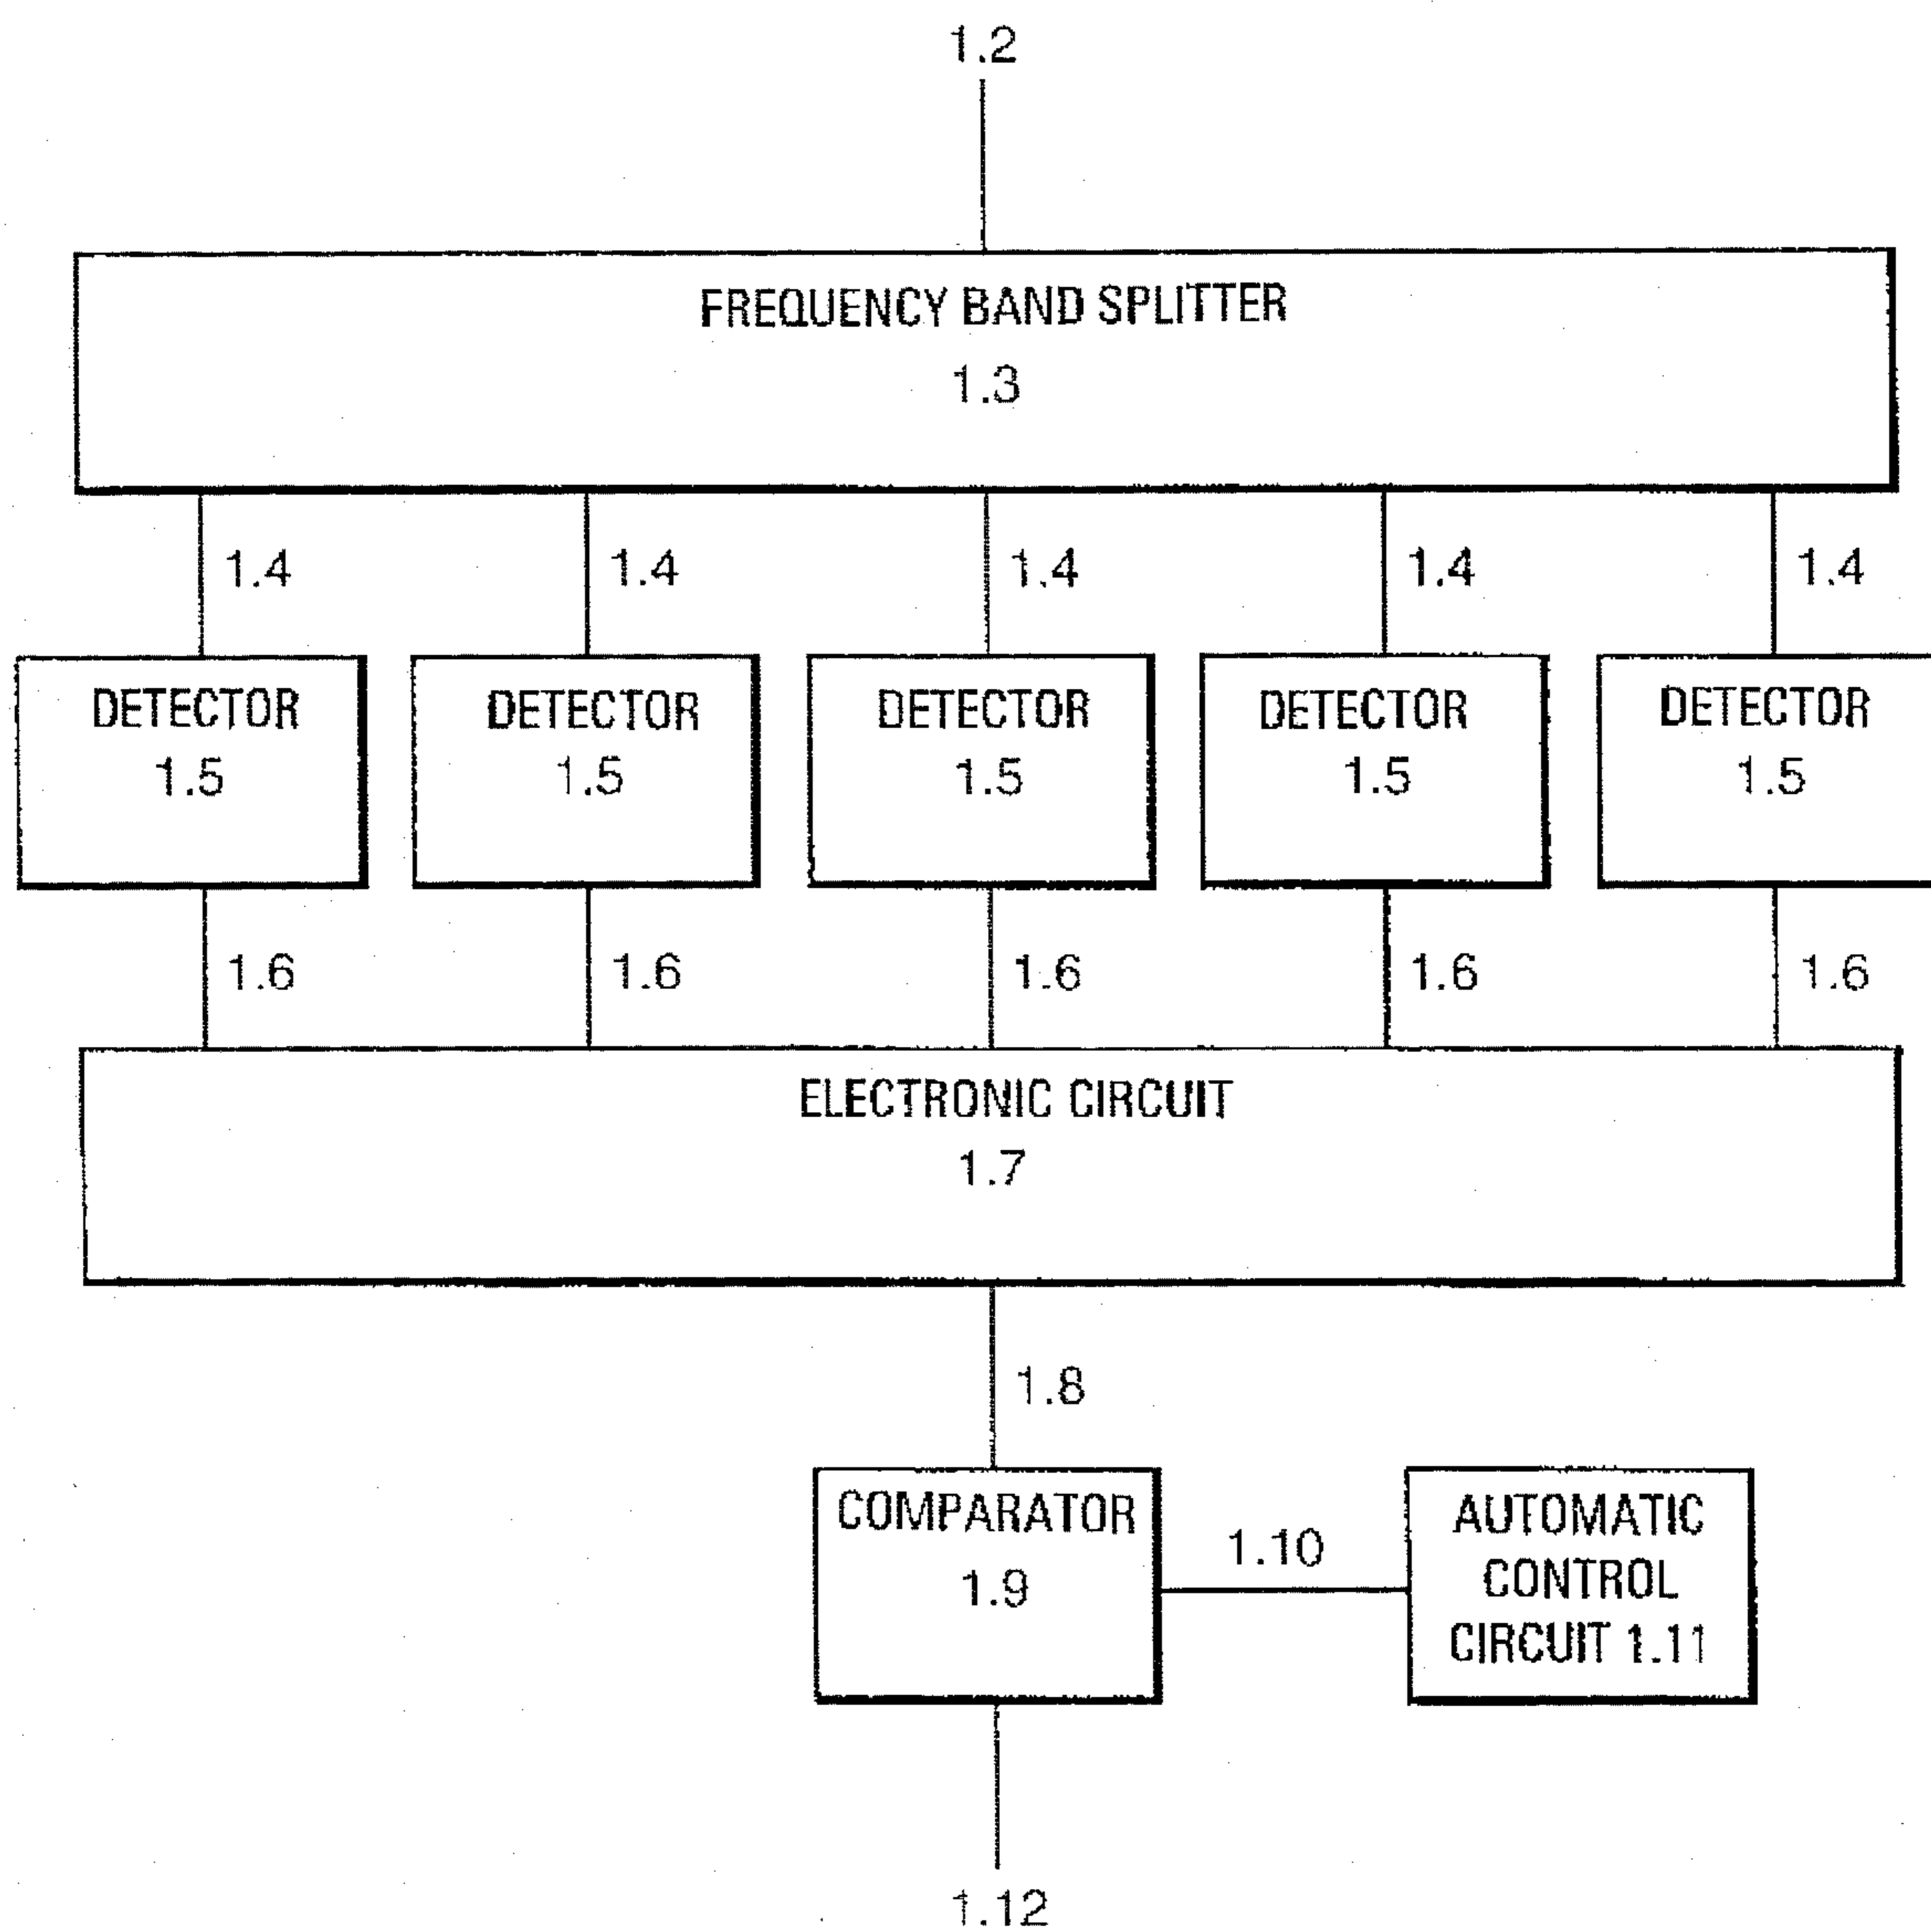 1.2
FREQUENCY BAND SPLITTER
1.3
1.4 1.4 1.4 1.4 1.4
DETECTOR DETECTOR DETECTOR DETECTOR DETECTOR
1.5 1.5 1.5 1.5 1.5
1.6 1.6 1.6 1.6 1.6
ELECTRONIC CIRCUIT
1.7
1.8
COMPARATOR
1.9
1.10
AUTOMATIC
CONTROL
CIRCUIT 1.11
1.12